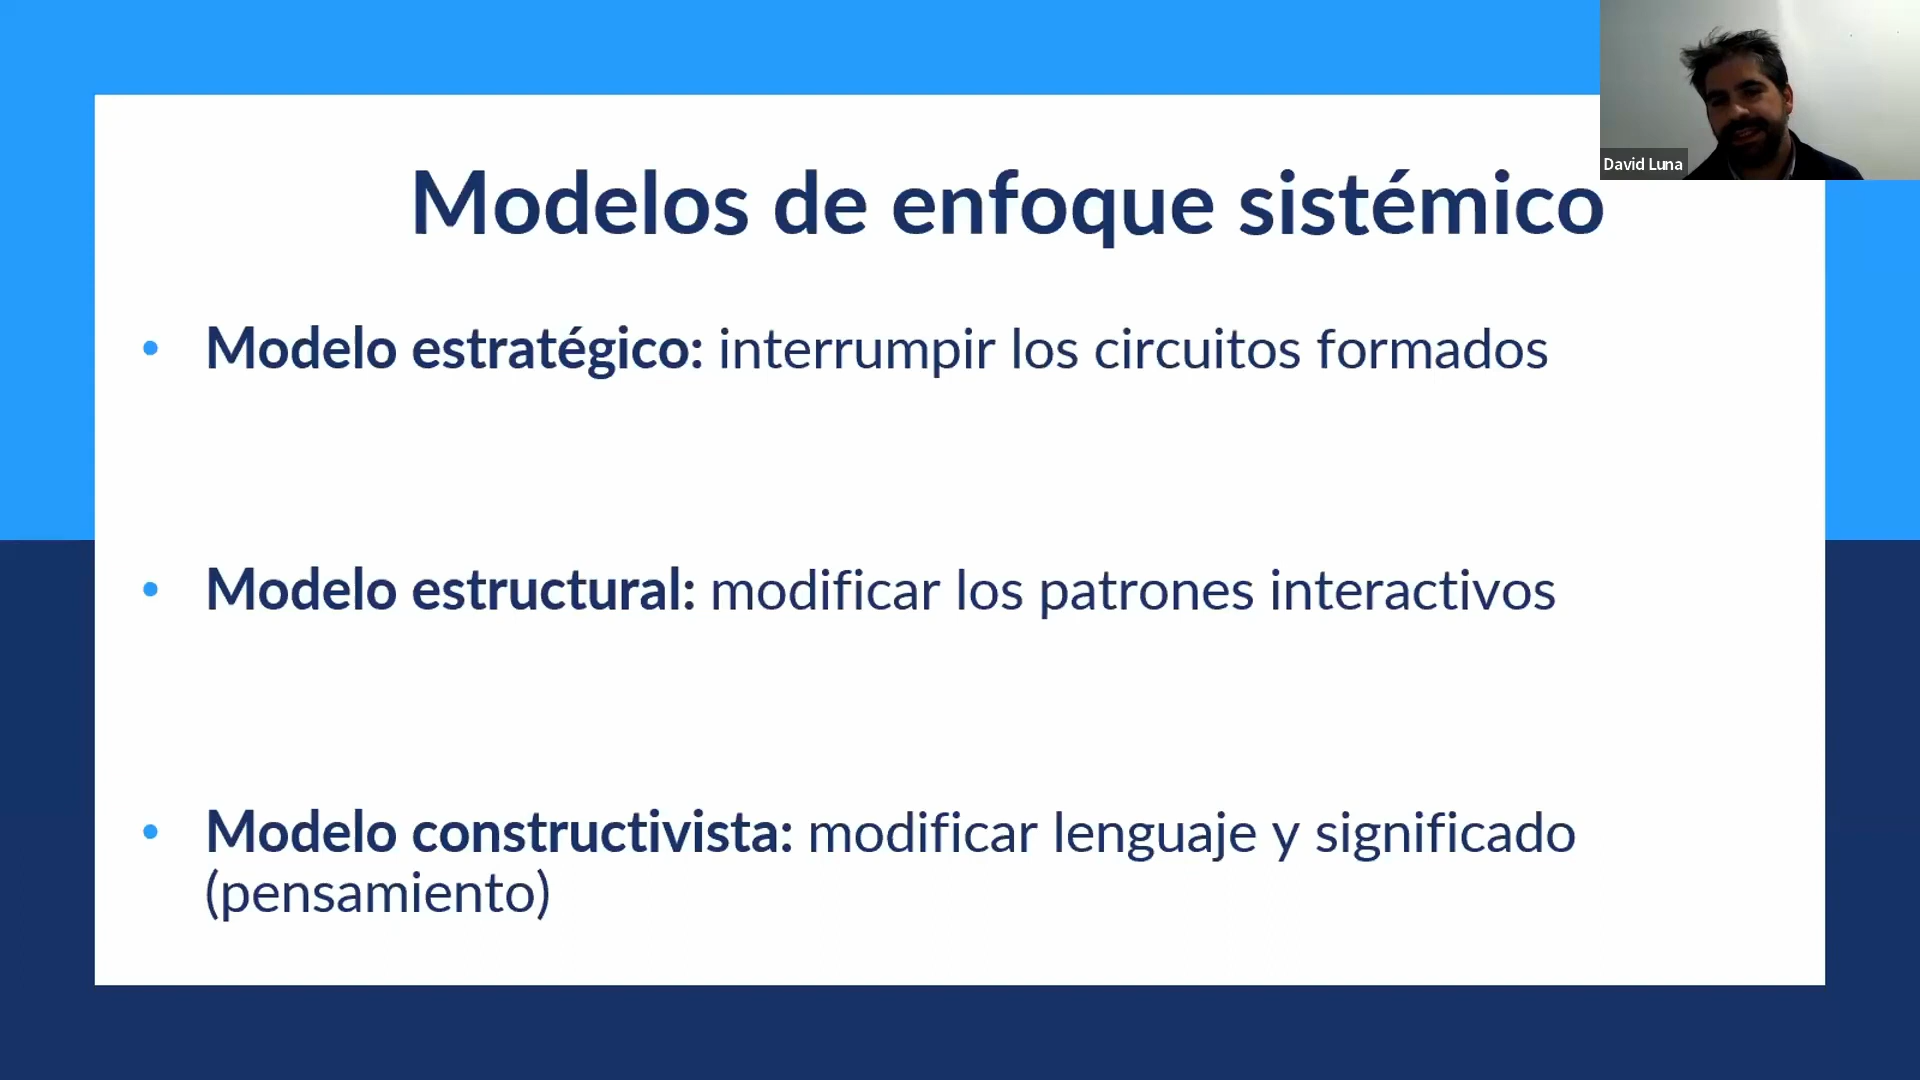 David Luna
Modelos de enfoque sistémico
• Modelo estratégico: interrumpir los circuitos formados
• Modelo estructural: modificar los patrones interactivos
• Modelo constructivista: modificar lenguaje y significado
(pensamiento)